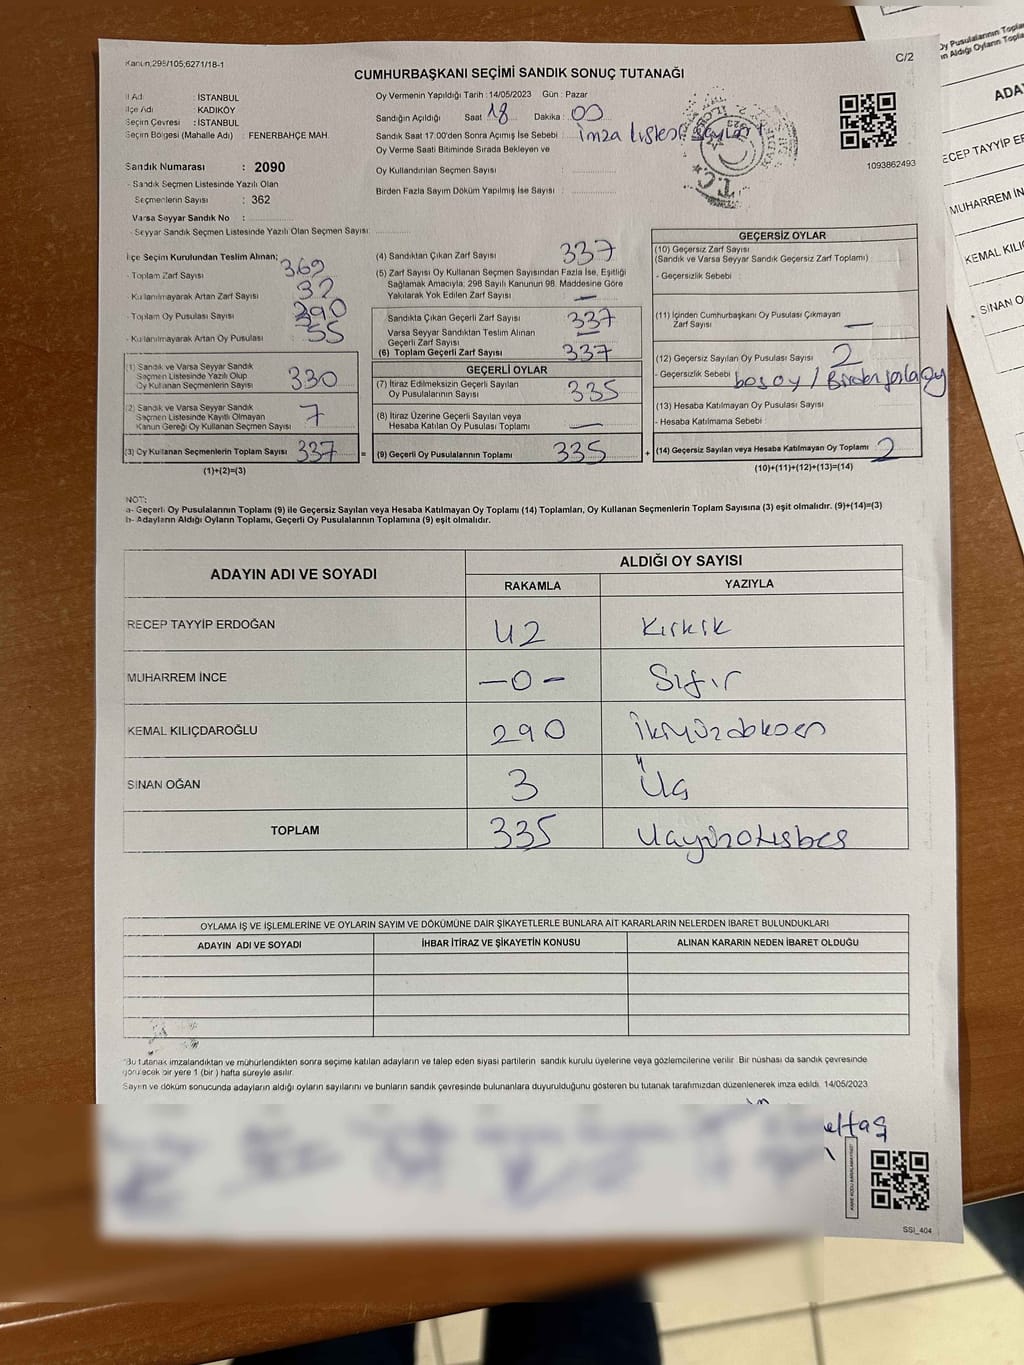 Kanun;298/105;6271/18-1
C/2
CUMHURBAŞKANI SEÇİMİ SANDIK SONUÇ TUTANAĞI
İl Adı : İSTANBUL
İlçe Adı : KADIKÖY
Seçim Çevresi : İSTANBUL
Seçim Bölgesi (Mahalle Adı) : FENERBAHÇE MAH.
Sandık Numarası : 2090
- Sandık Seçmen Listesinde Yazılı Olan
Seçmenlerin Sayısı : 362
Varsa Seyyar Sandık No :
- Seyyar Sandık Seçmen Listesinde Yazılı Olan Seçmen Sayısı:
Oy Vermenin Yapıldığı Tarih :14/05/2023 Gün : Pazar
Sandığın Açıldığı Saat 18 Dakika : 00
Sandık Saat 17.00'den Sonra Açımış İse Sebebi : İmza Listesi
Oy Verme Saati Bitiminde Sırada Bekleyen ve
Oy Kullandırılan Seçmen Sayısı :
Birden Fazla Sayım Döküm Yapılmış İse Sayısı :
T.C.
1093862493
İlçe Seçim Kurulundan Teslim Alınan;
- Toplam Zarf Sayısı : 369
- Kullanılmayarak Artan Zarf Sayısı : 32
- Toplam Oy Pusulası Sayısı : 390
- Kullanılmayarak Artan Oy Pusulası : 55
(1) Sandık ve Varsa Seyyar Sandık
Seçmen Listesinde Yazılı Olup
Oy Kullanan Seçmenlerin Sayısı : 330
(2) Sandık ve Varsa Seyyar Sandık
Seçmen Listesinde Kayıtlı Olmayan
Kanun Gereği Oy Kullanan Seçmen Sayısı : 7
(3) Oy Kullanan Seçmenlerin Toplam Sayısı : 337
(1)+(2)=(3)
=
(4) Sandıktan Çıkan Zarf Sayısı : 337
(5) Zarf Sayısı Oy Kullanan Seçmen Sayısından Fazla İse, Eşitliği
Sağlamak Amacıyla; 298 Sayılı Kanunun 98. Maddesine Göre
Yakılarak Yok Edilen Zarf Sayısı : —
Sandıkta Çıkan Geçerli Zarf Sayısı : 337
Varsa Seyyar Sandıktan Teslim Alınan
Geçerli Zarf Sayısı : —
(6) Toplam Geçerli Zarf Sayısı : 337
GEÇERLİ OYLAR
(7) İtiraz Edilmeksizin Geçerli Sayılan
Oy Pusulalarının Sayısı : 335
(8) İtiraz Üzerine Geçerli Sayılan veya
Hesaba Katılan Oy Pusulası Toplamı : —
(9) Geçerli Oy Pusulalarının Toplamı : 335
+
GEÇERSİZ OYLAR
(10) Geçersiz Zarf Sayısı
(Sandık ve Varsa Seyyar Sandık Geçersiz Zarf Toplamı) :
- Geçersizlik Sebebi :
(11) İçinden Cumhurbaşkanı Oy Pusulası Çıkmayan
Zarf Sayısı : —
(12) Geçersiz Sayılan Oy Pusulası Sayısı : 2
- Geçersizlik Sebebi : boş oy / Birden fazla oy
(13) Hesaba Katılmayan Oy Pusulası Sayısı :
- Hesaba Katılmama Sebebi :
(14) Geçersiz Sayılan veya Hesaba Katılmayan Oy Toplamı : 2
(10)+(11)+(12)+(13)=(14)
NOT:
a- Geçerli Oy Pusulalarının Toplamı (9) ile Geçersiz Sayılan veya Hesaba Katılmayan Oy Toplamı (14) Toplamları, Oy Kullanan Seçmenlerin Toplam Sayısına (3) eşit olmalıdır. (9)+(14)=(3)
b- Adayların Aldığı Oyların Toplamı, Geçerli Oy Pusulalarının Toplamına (9) eşit olmalıdır.
ADAYIN ADI VE SOYADI
ALDIĞI OY SAYISI
RAKAMLA YAZIYLA
RECEP TAYYİP ERDOĞAN 42 Kırkik
MUHARREM İNCE —0— Sıfır
KEMAL KILIÇDAROĞLU 290 İkiyüzdoksan
SİNAN OĞAN 3 Üç
TOPLAM 335 Üçyüzotuzbeş
OYLAMA İŞ VE İŞLEMLERİNE VE OYLARIN SAYIM VE DÖKÜMÜNE DAİR ŞİKAYETLERLE BUNLARA AİT KARARLARIN NELERDEN İBARET BULUNDUKLARI
ADAYIN ADI VE SOYADI İHBAR İTİRAZ VE ŞİKAYETİN KONUSU ALINAN KARARIN NEDEN İBARET OLDUĞU
*Bu tutanak imzalandıktan ve mühürlendikten sonra seçime katılan adayların ve talep eden siyasi partilerin sandık kurulu üyelerine veya gözlemcilerine verilir. Bir nüshası da sandık çevresinde
görülecek bir yere 1 (bir) hafta süreyle asılır.
Sayım ve döküm sonucunda adayların aldığı oyların sayılarını ve bunların sandık çevresinde bulunanlara duyurulduğunu gösteren bu tutanak tarafımızdan düzenlenerek imza edildi. 14/05/2023
SSI_404
Oy Pusulalarının
ADA
RECEP TAYYİP
MUHARREM İN
KEMAL
SİNAN O